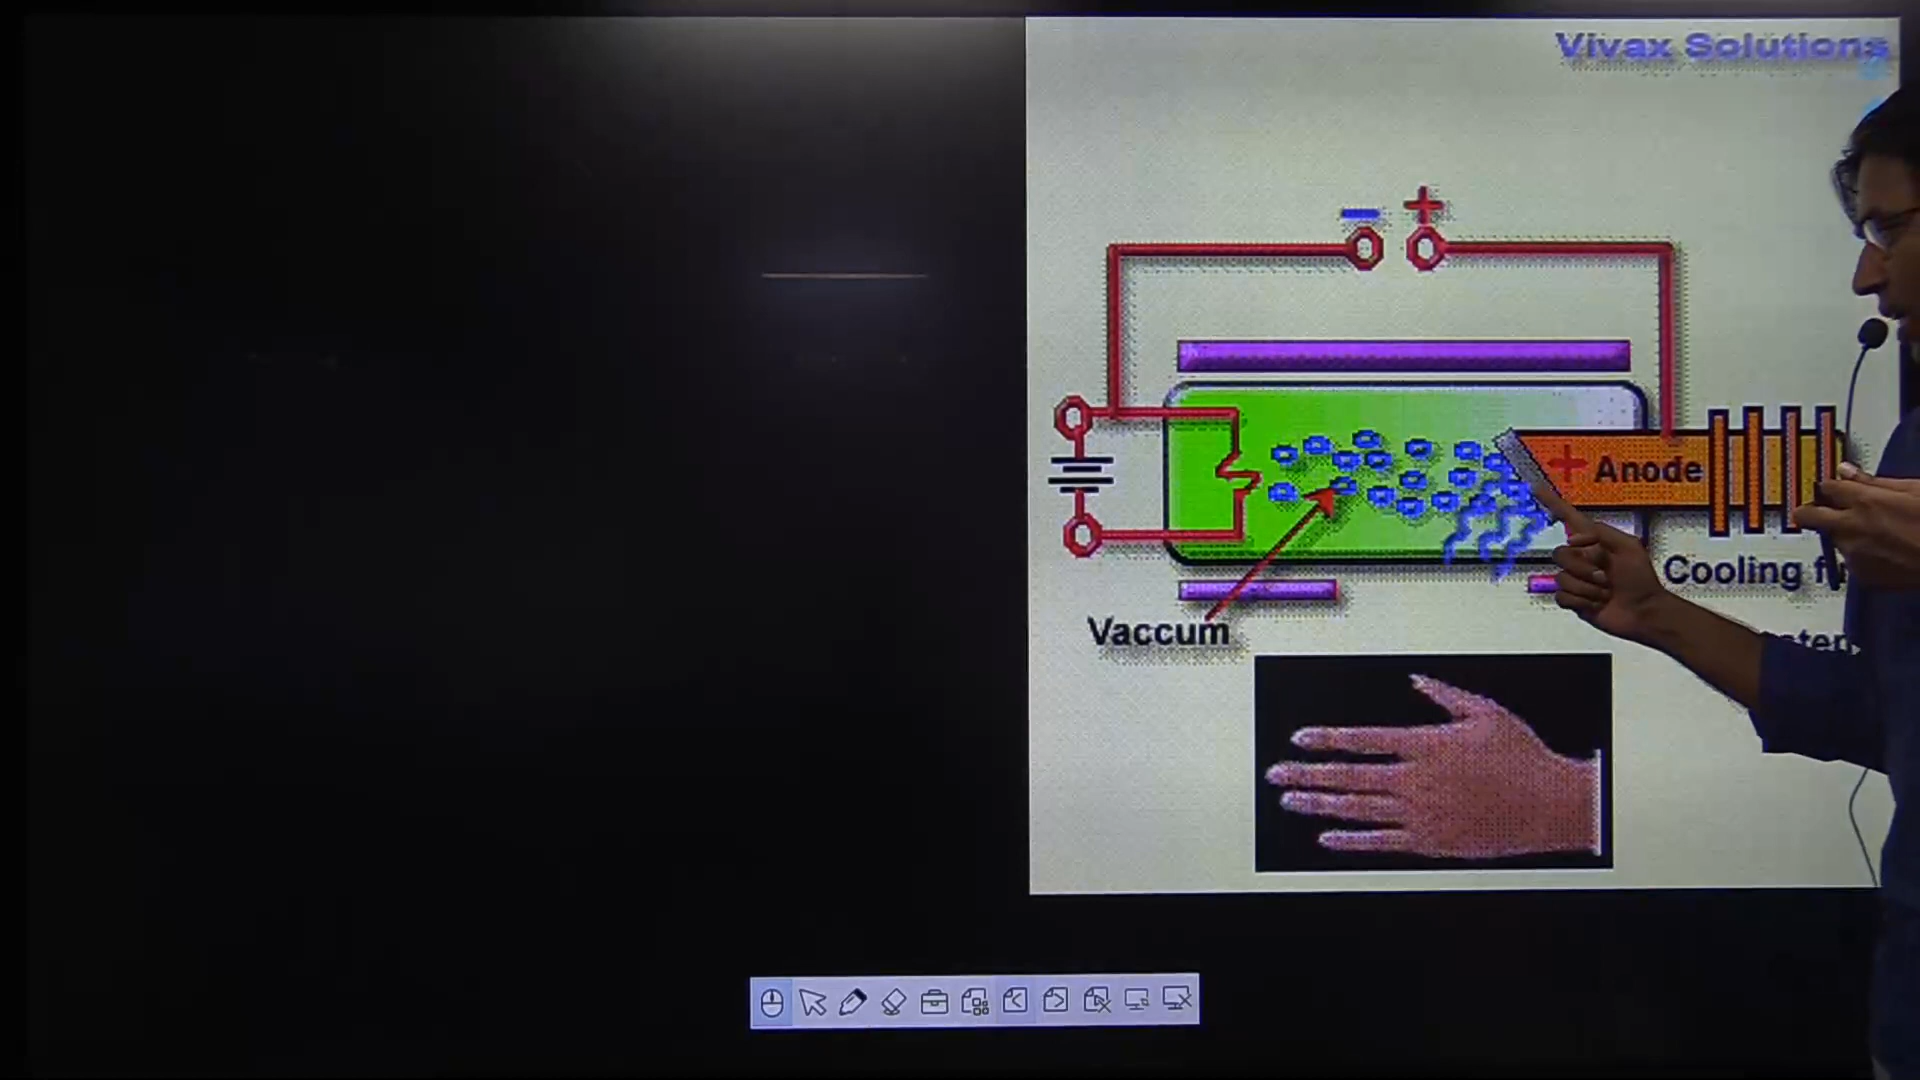 Vivax Solutions
− +
+ Anode
Cooling
Vaccum